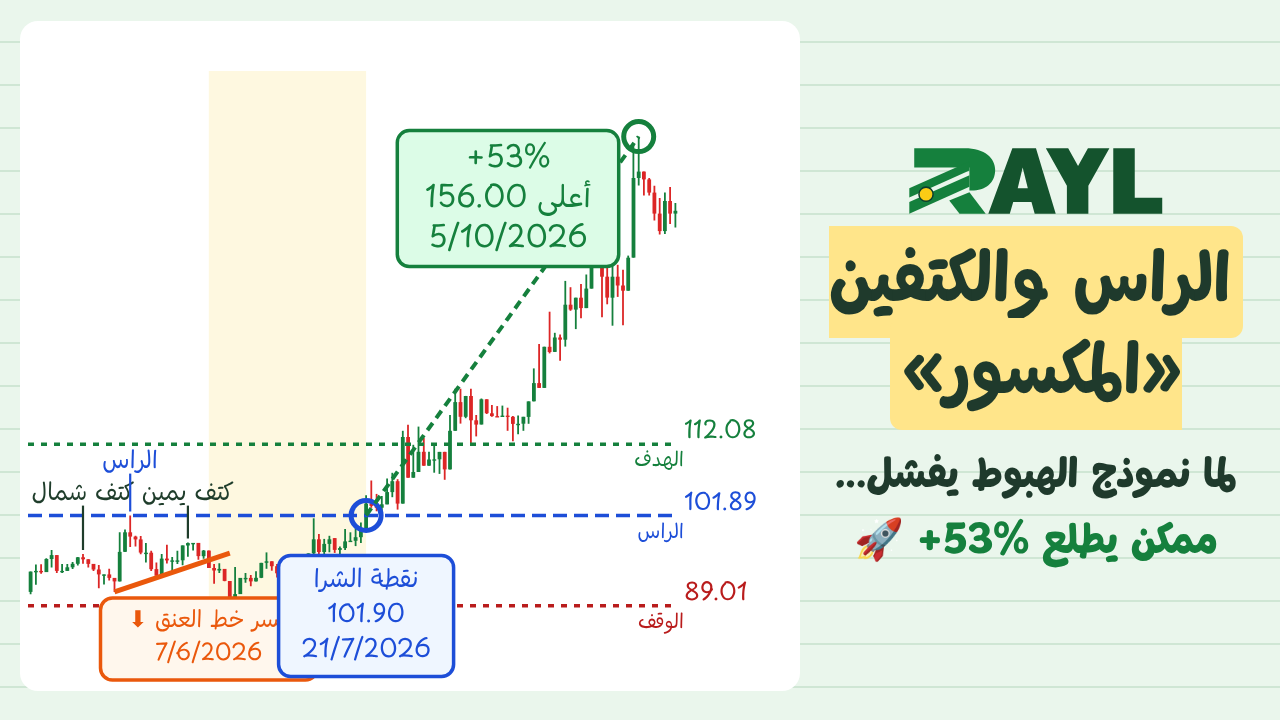 RAYL
الراس والكتفين
«المكسور»
لما نموذج الهبوط يفشل...
ممكن يطلع 53%+ 🚀
+53%
أعلى 156.00
5/10/2026
112.08
الهدف
101.89
الراس
89.01
الوقف
الراس
كتف شمال
كتف يمين
نقطة الشرا
101.90
21/7/2026
خط العنق ⬇
7/6/2026